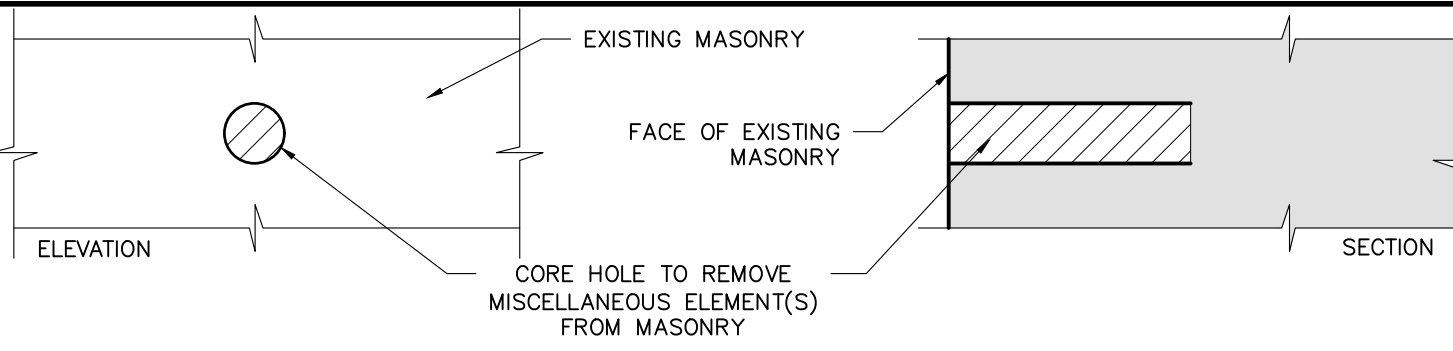 EXISTING MASONRY
FACE OF EXISTING
MASONRY
ELEVATION
SECTION
CORE HOLE TO REMOVE
MISCELLANEOUS ELEMENT(S)
FROM MASONRY